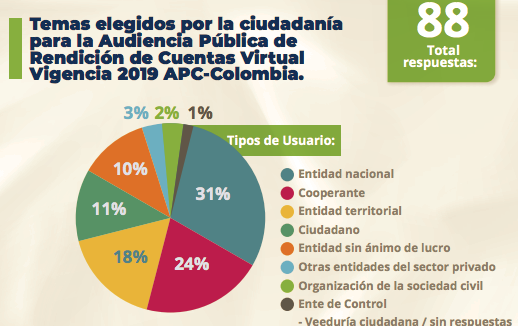 Temas elegidos por la ciudadanía
para la Audiencia Pública de
Rendición de Cuentas Virtual
Vigencia 2019 APC-Colombia.
88
Total
respuestas:
3% 2% 1%
10%
31%
11%
18%
24%
Tipos de Usuario:
Entidad nacional
Cooperante
Entidad territorial
Ciudadano
Entidad sin ánimo de lucro
Otras entidades del sector privado
Organización de la sociedad civil
Ente de Control
- Veeduría ciudadana / sin respuestas